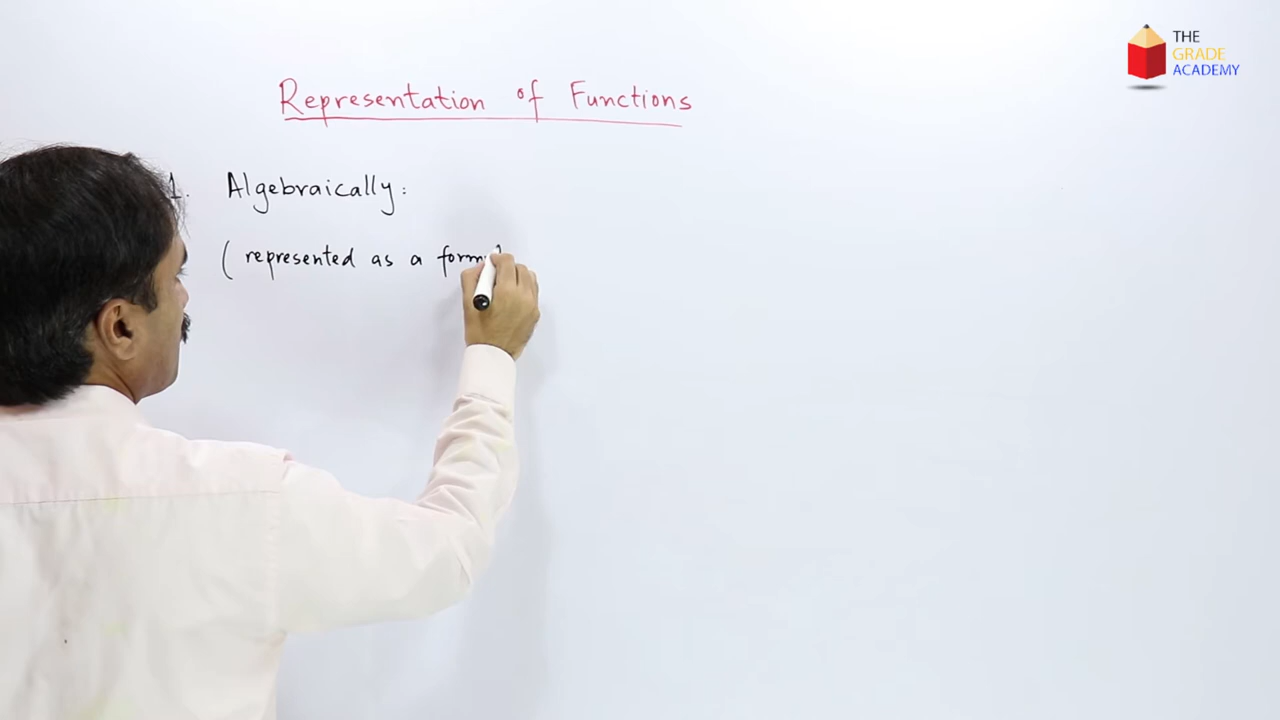 THE
GRADE
ACADEMY
Representation of Functions
1. Algebraically:
( represented as a